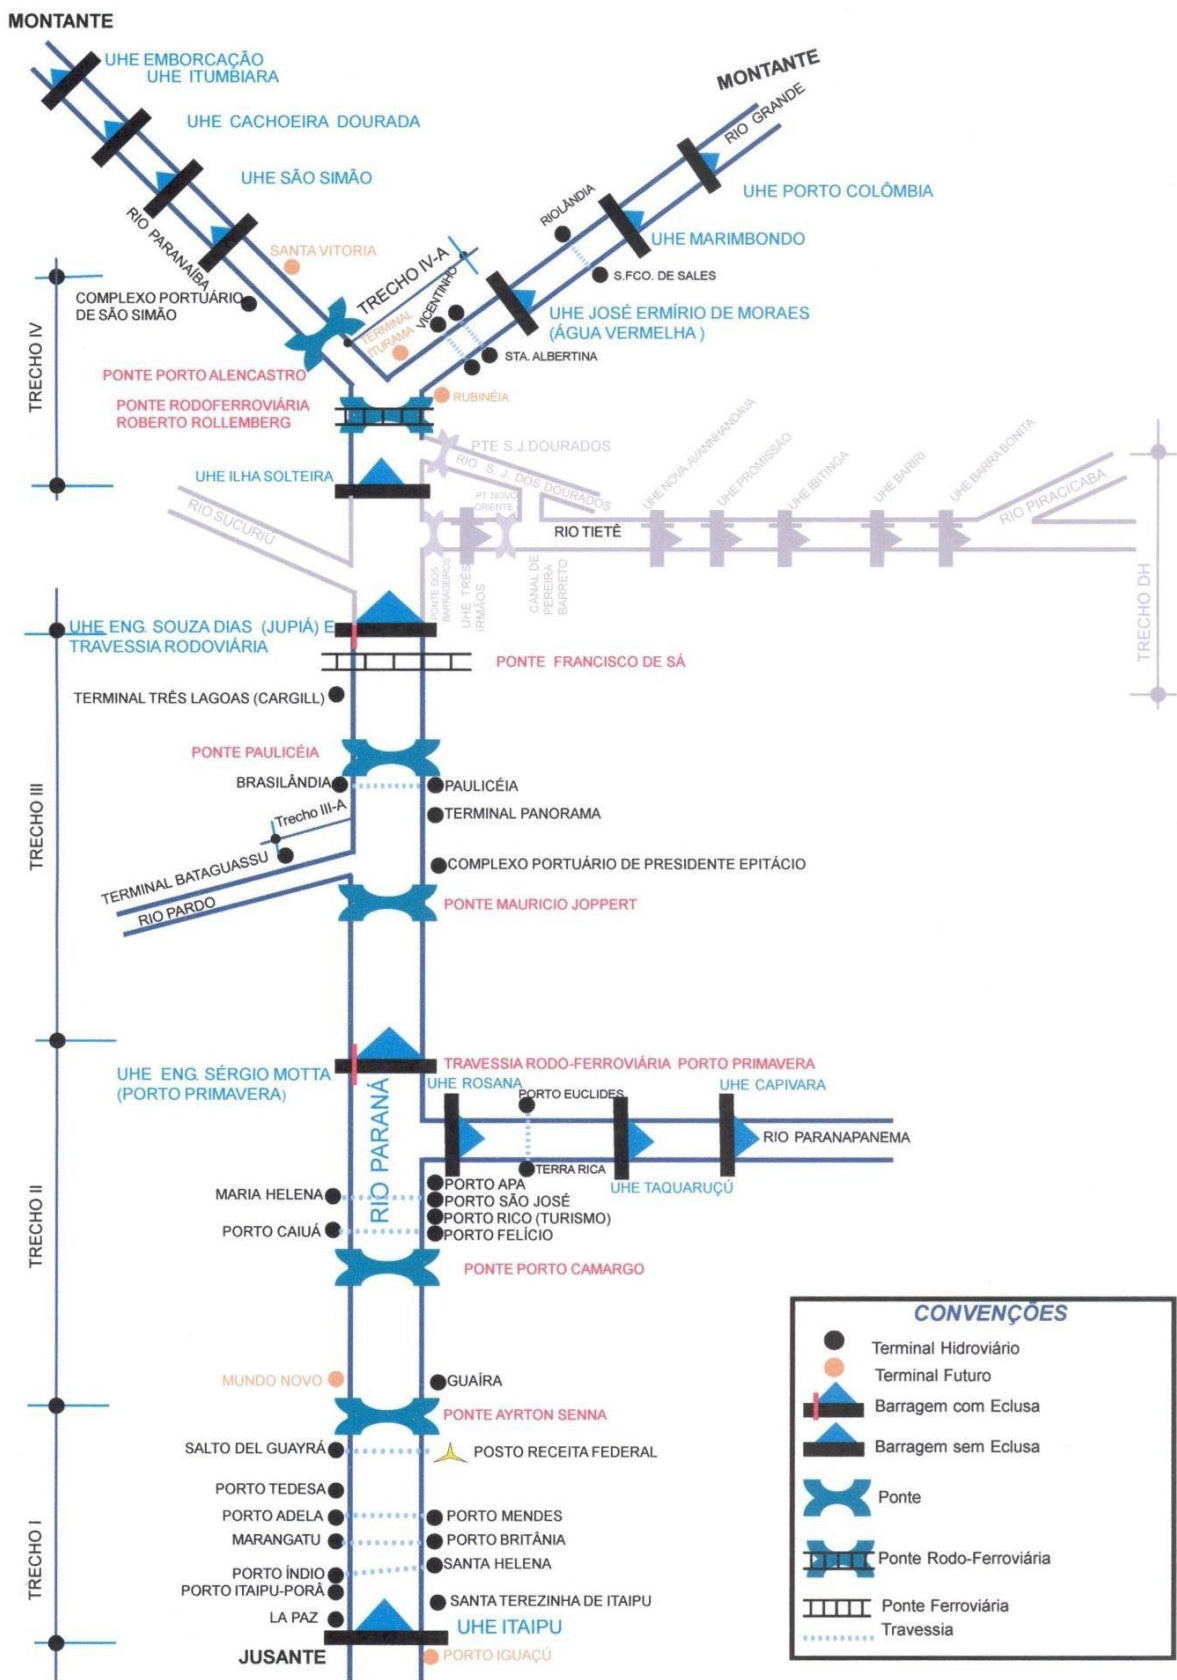 MONTANTE
UHE EMBORCAÇÃO
UHE ITUMBIARA
MONTANTE
RIO GRANDE
UHE CACHOEIRA DOURADA
UHE SÃO SIMÃO
UHE PORTO COLÔMBIA
RIO PARANAÍBA
RIOLÂNDIA
UHE MARIMBONDO
SANTA VITORIA
TRECHO IV-A
S.FCO. DE SALES
COMPLEXO PORTUÁRIO
DE SÃO SIMÃO
VICENTINHO
TERMINAL
ITURAMA
UHE JOSÉ ERMÍRIO DE MORAES
(ÁGUA VERMELHA )
STA. ALBERTINA
TRECHO IV
PONTE PORTO ALENCASTRO
RUBINÉIA
PONTE RODOFERROVIÁRIA
ROBERTO ROLLEMBERG
PTE S.J.DOURADOS
RIO S. J. DOS DOURADOS
UHE ILHA SOLTEIRA
UHE NOVA AVANNHANDAVA
UHE PROMISSÃO
UHE IBITINGA
UHE BARIRI
UHE BARRA BONITA
RIO PIRACICABA
RIO SUCURIÚ
PT NOVO
ORIENTE
RIO TIETÊ
PONTE DOS
BARRAGEIROS
UHE TRÊS
IRMÃOS
CANAL DE
PEREIRA
BARRETO
TRECHO DH
UHE ENG. SOUZA DIAS (JUPIÁ) E
TRAVESSIA RODOVIÁRIA
PONTE FRANCISCO DE SÁ
TERMINAL TRÊS LAGOAS (CARGILL)
PONTE PAULICÉIA
BRASILÂNDIA
PAULICÉIA
TERMINAL PANORAMA
Trecho III-A
TRECHO III
COMPLEXO PORTUÁRIO DE PRESIDENTE EPITÁCIO
TERMINAL BATAGUASSU
RIO PARDO
PONTE MAURICIO JOPPERT
TRAVESSIA RODO-FERROVIÁRIA PORTO PRIMAVERA
UHE ENG. SÉRGIO MOTTA
(PORTO PRIMAVERA)
UHE ROSANA
PORTO EUCLIDES
UHE CAPIVARA
RIO PARANÁ
RIO PARANAPANEMA
TERRA RICA
UHE TAQUARUÇÚ
PORTO APA
MARIA HELENA
PORTO SÃO JOSÉ
PORTO RICO (TURISMO)
PORTO CAIUÁ
PORTO FELÍCIO
TRECHO II
PONTE PORTO CAMARGO
MUNDO NOVO
GUAÍRA
PONTE AYRTON SENNA
SALTO DEL GUAYRÁ
POSTO RECEITA FEDERAL
PORTO TEDESA
PORTO ADELA
PORTO MENDES
MARANGATU
PORTO BRITÂNIA
TRECHO I
SANTA HELENA
PORTO ÍNDIO
PORTO ITAIPU-PORÂ
SANTA TEREZINHA DE ITAIPU
LA PAZ
UHE ITAIPU
JUSANTE
PORTO IGUAÇÚ
CONVENÇÕES
Terminal Hidroviário
Terminal Futuro
Barragem com Eclusa
Barragem sem Eclusa
Ponte
Ponte Rodo-Ferroviária
Ponte Ferroviária
Travessia